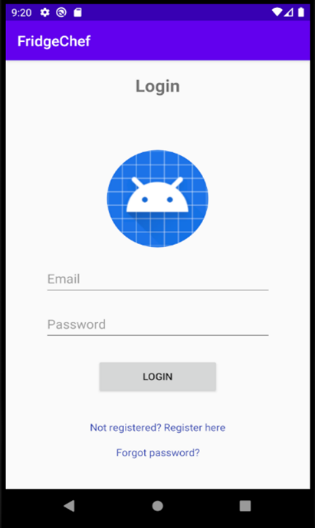 9:20
FridgeChef
Login
Email
Password
LOGIN
Not registered? Register here
Forgot password?